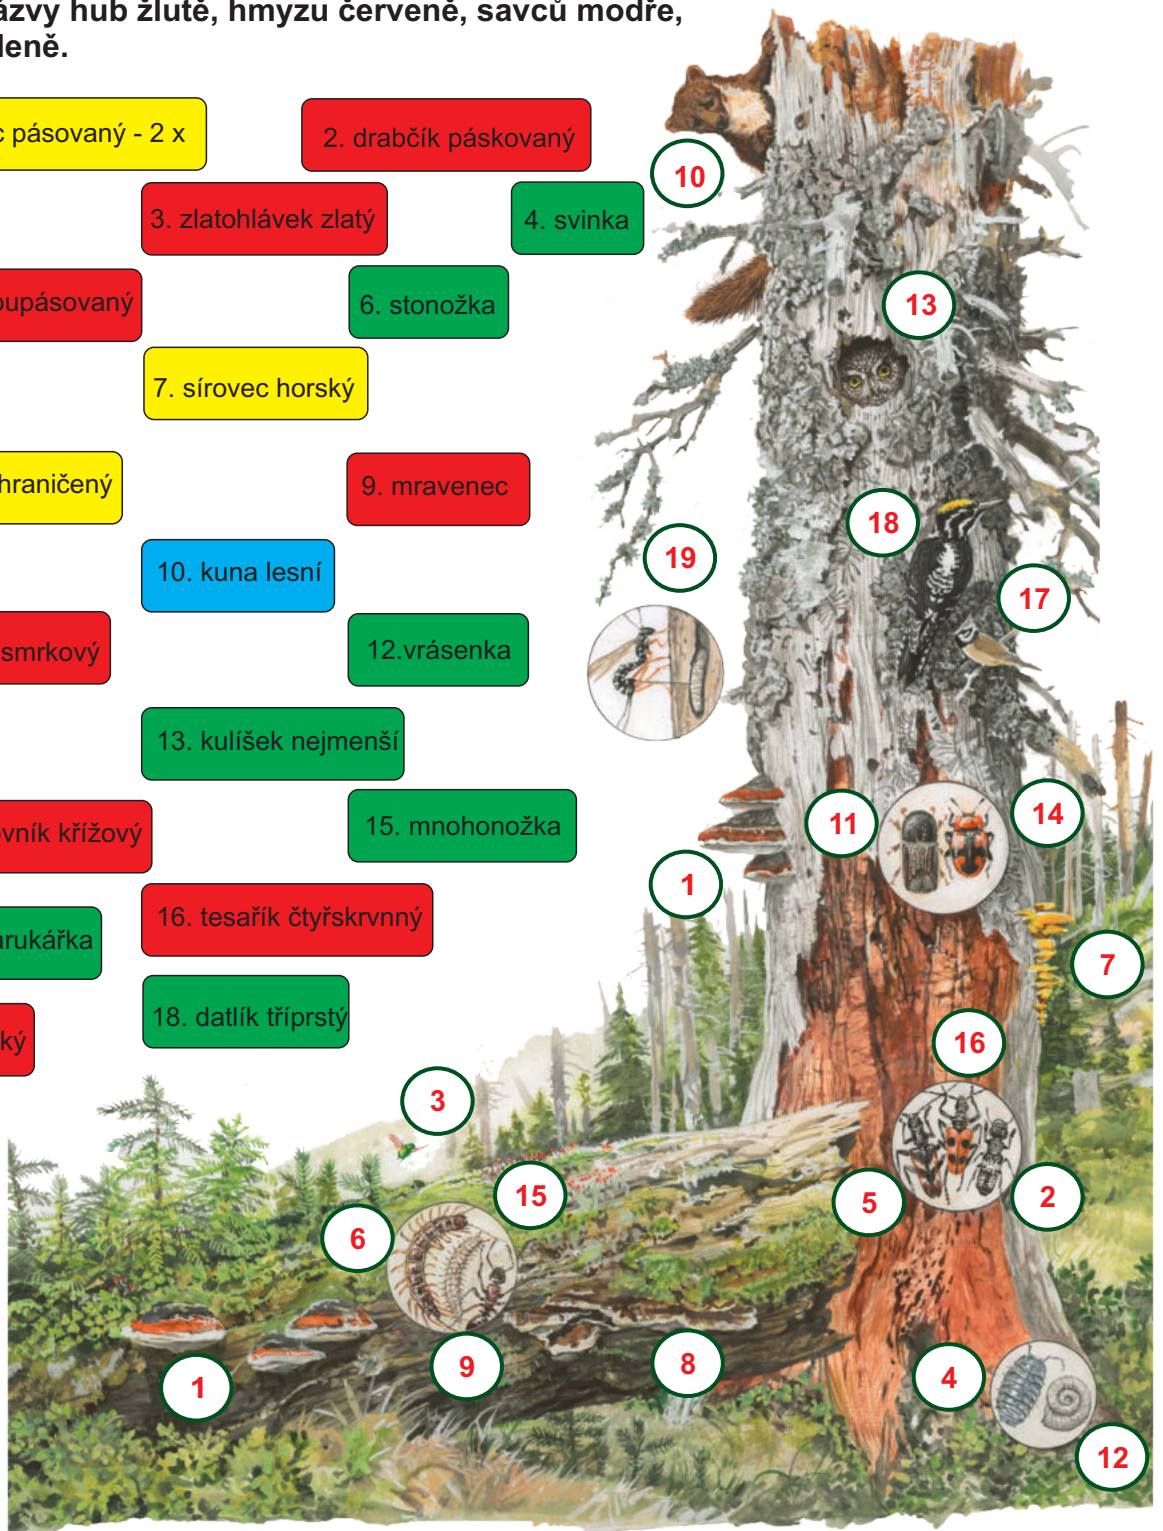 ázvy hub žlutě, hmyzu červeně, savců modře,
leně.
c pásovaný - 2 x
2. drabčík páskovaný
3. zlatohlávek zlatý
4. svinka
oupásovaný
6. stonožka
7. sírovec horský
hraničený
9. mravenec
10. kuna lesní
smrkový
12.vrásenka
13. kulíšek nejmenší
ovník křížový
15. mnohonožka
16. tesařík čtyřskrvnný
arukářka
18. datlík tříprstý
ký
10
13
18
19
17
11
14
1
7
16
3
15
5
2
6
9
8
1
4
12